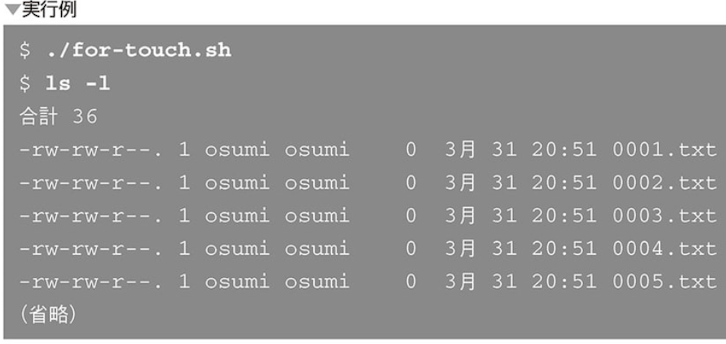 ▼実行例
$ ./for-touch.sh
$ ls -l
合計 36
-rw-rw-r--. 1 osumi osumi    0  3月 31 20:51 0001.txt
-rw-rw-r--. 1 osumi osumi    0  3月 31 20:51 0002.txt
-rw-rw-r--. 1 osumi osumi    0  3月 31 20:51 0003.txt
-rw-rw-r--. 1 osumi osumi    0  3月 31 20:51 0004.txt
-rw-rw-r--. 1 osumi osumi    0  3月 31 20:51 0005.txt
(省略)